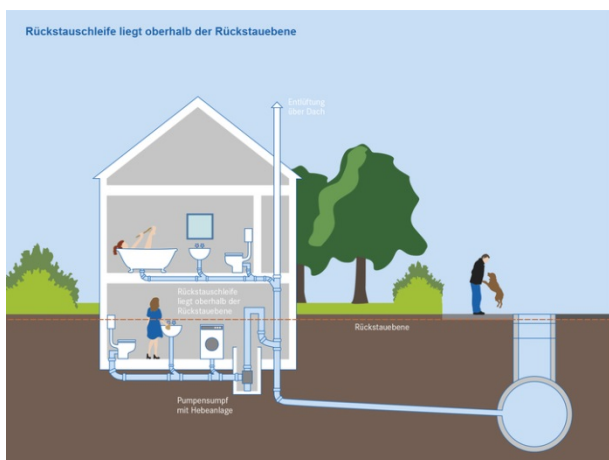 Rückstauschleife liegt oberhalb der Rückstauebene
Entlüftung
über Dach
Rückstauschleife
liegt oberhalb der
Rückstauebene
Rückstauebene
Pumpensumpf
mit Hebeanlage